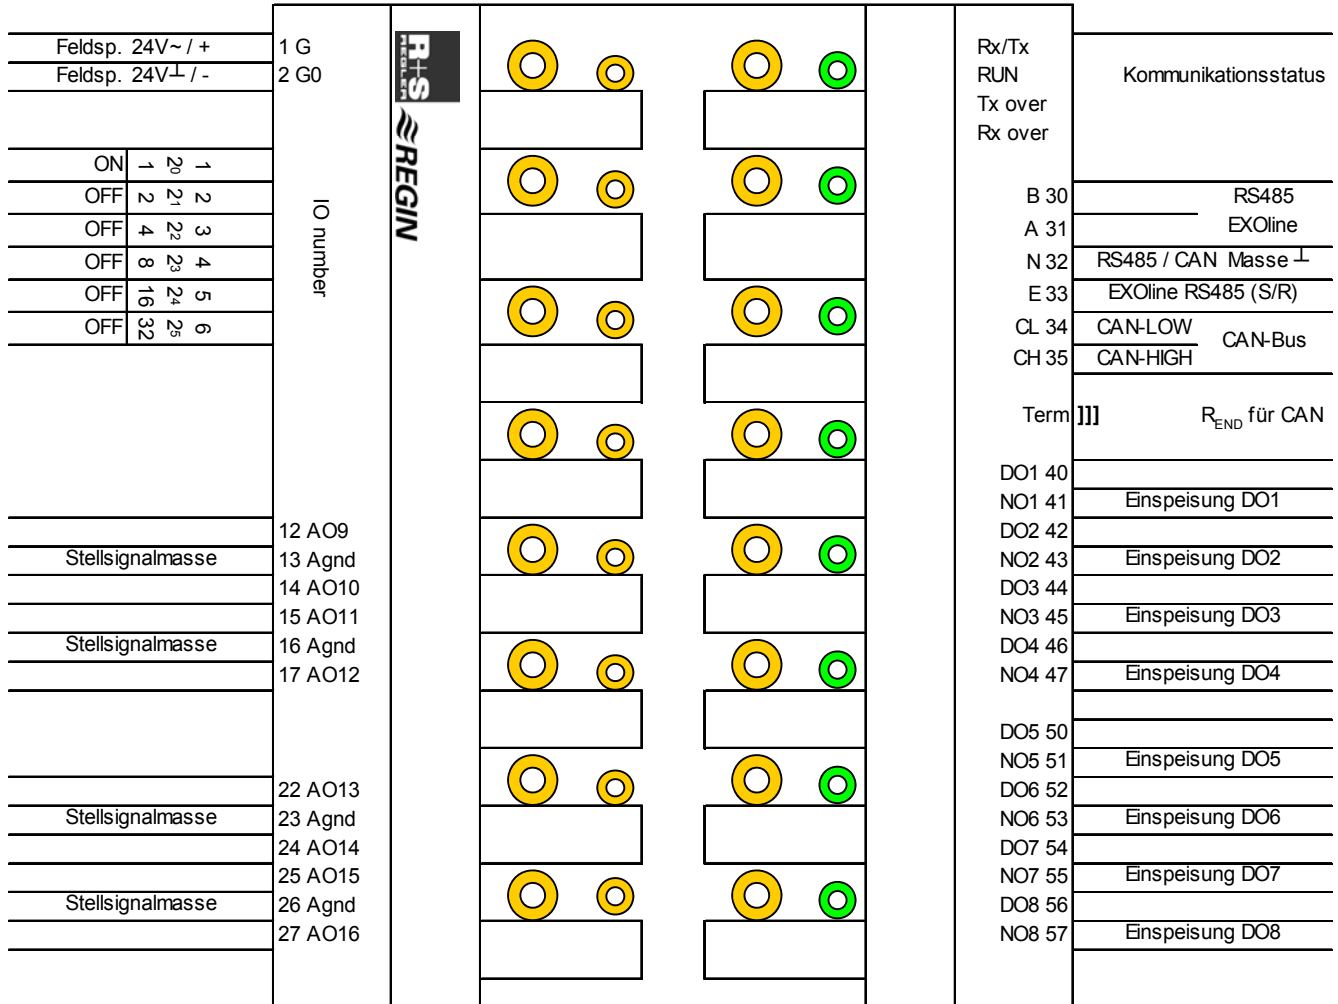 Feldsp. 24V~ / + 1 G
Feldsp. 24V┴ / - 2 G0
ON 1 2₀ 1
OFF 2 2₁ 2
OFF 4 2₂ 3
OFF 8 2₃ 4
OFF 16 2₄ 5
OFF 32 2₅ 6
IO number
12 AO9
Stellsignalmasse 13 Agnd
14 AO10
15 AO11
Stellsignalmasse 16 Agnd
17 AO12
22 AO13
Stellsignalmasse 23 Agnd
24 AO14
25 AO15
Stellsignalmasse 26 Agnd
27 AO16
R+S
REGLER
REGIN
Rx/Tx
RUN Kommunikationsstatus
Tx over
Rx over
B 30 RS485
A 31 EXOline
N 32 RS485 / CAN Masse ┴
E 33 EXOline RS485 (S/R)
CL 34 CAN-LOW
CAN-Bus
CH 35 CAN-HIGH
Term ]]] R_END für CAN
DO1 40
NO1 41 Einspeisung DO1
DO2 42
NO2 43 Einspeisung DO2
DO3 44
NO3 45 Einspeisung DO3
DO4 46
NO4 47 Einspeisung DO4
DO5 50
NO5 51 Einspeisung DO5
DO6 52
NO6 53 Einspeisung DO6
DO7 54
NO7 55 Einspeisung DO7
DO8 56
NO8 57 Einspeisung DO8